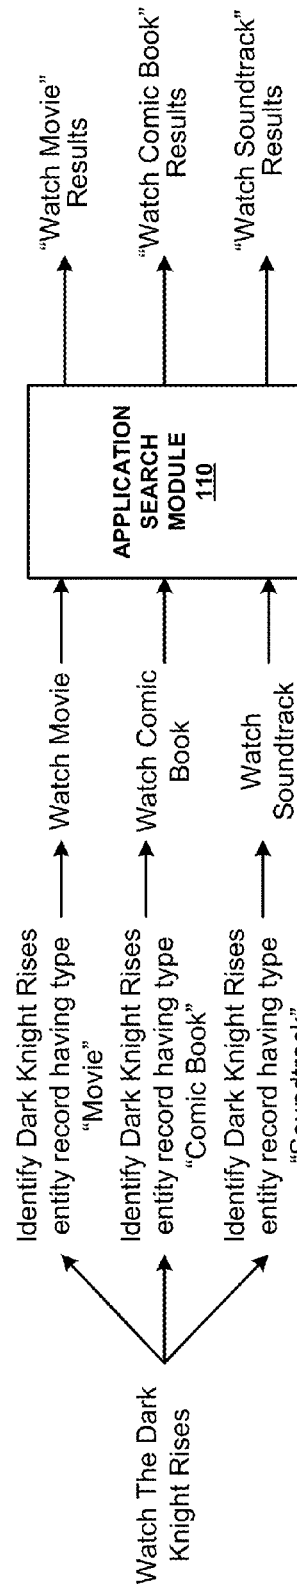 Watch The Dark
Knight Rises
Identify Dark Knight Rises
entity record having type
“Movie”
Identify Dark Knight Rises
entity record having type
“Comic Book”
Identify Dark Knight Rises
entity record having type
“Soundtrack”
Watch Movie
Watch Comic
Book
Watch
Soundtrack
APPLICATION
SEARCH
MODULE
110
“Watch Movie”
Results
“Watch Comic Book”
Results
“Watch Soundtrack”
Results